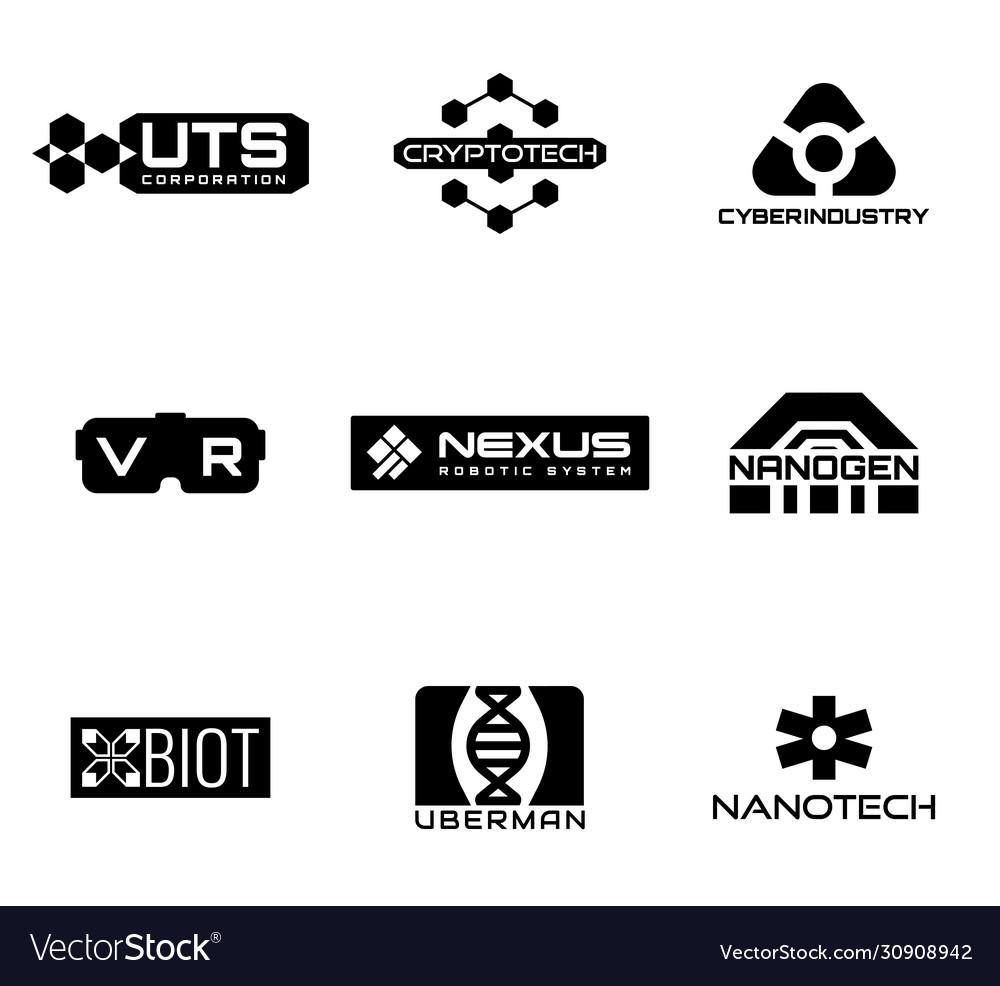 UTS
CORPORATION
CRYPTOTECH
CYBERINDUSTRY
V R
NEXUS
ROBOTIC SYSTEM
NANOGEN
BIOT
UBERMAN
NANOTECH
VectorStock®
VectorStock.com/30908942